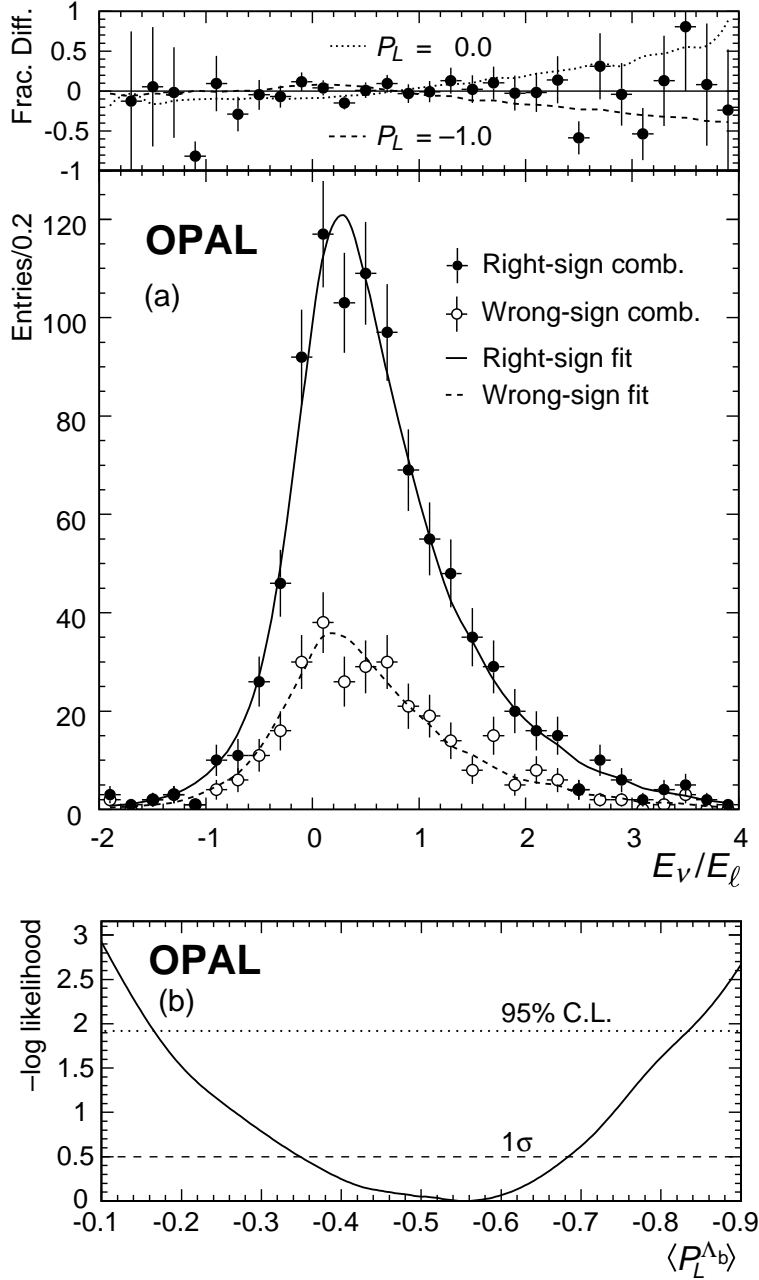 Frac. Diff.
1
0.5
0
-0.5
-1
P_L = 0.0
P_L = −1.0
Entries/0.2
120
100
80
60
40
20
0
OPAL
(a)
Right-sign comb.
Wrong-sign comb.
Right-sign fit
Wrong-sign fit
-2 -1 0 1 2 3 4
E_ν/E_ℓ
−log likelihood
3
2.5
2
1.5
1
0.5
0
OPAL
(b)
95% C.L.
1σ
-0.1 -0.2 -0.3 -0.4 -0.5 -0.6 -0.7 -0.8 -0.9
⟨P_L^Λb⟩